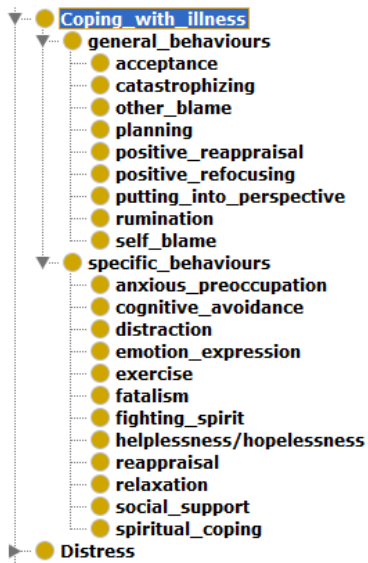 Coping_with_illness
general_behaviours
acceptance
catastrophizing
other_blame
planning
positive_reappraisal
positive_refocusing
putting_into_perspective
rumination
self_blame
specific_behaviours
anxious_preoccupation
cognitive_avoidance
distraction
emotion_expression
exercise
fatalism
fighting_spirit
helplessness/hopelessness
reappraisal
relaxation
social_support
spiritual_coping
Distress